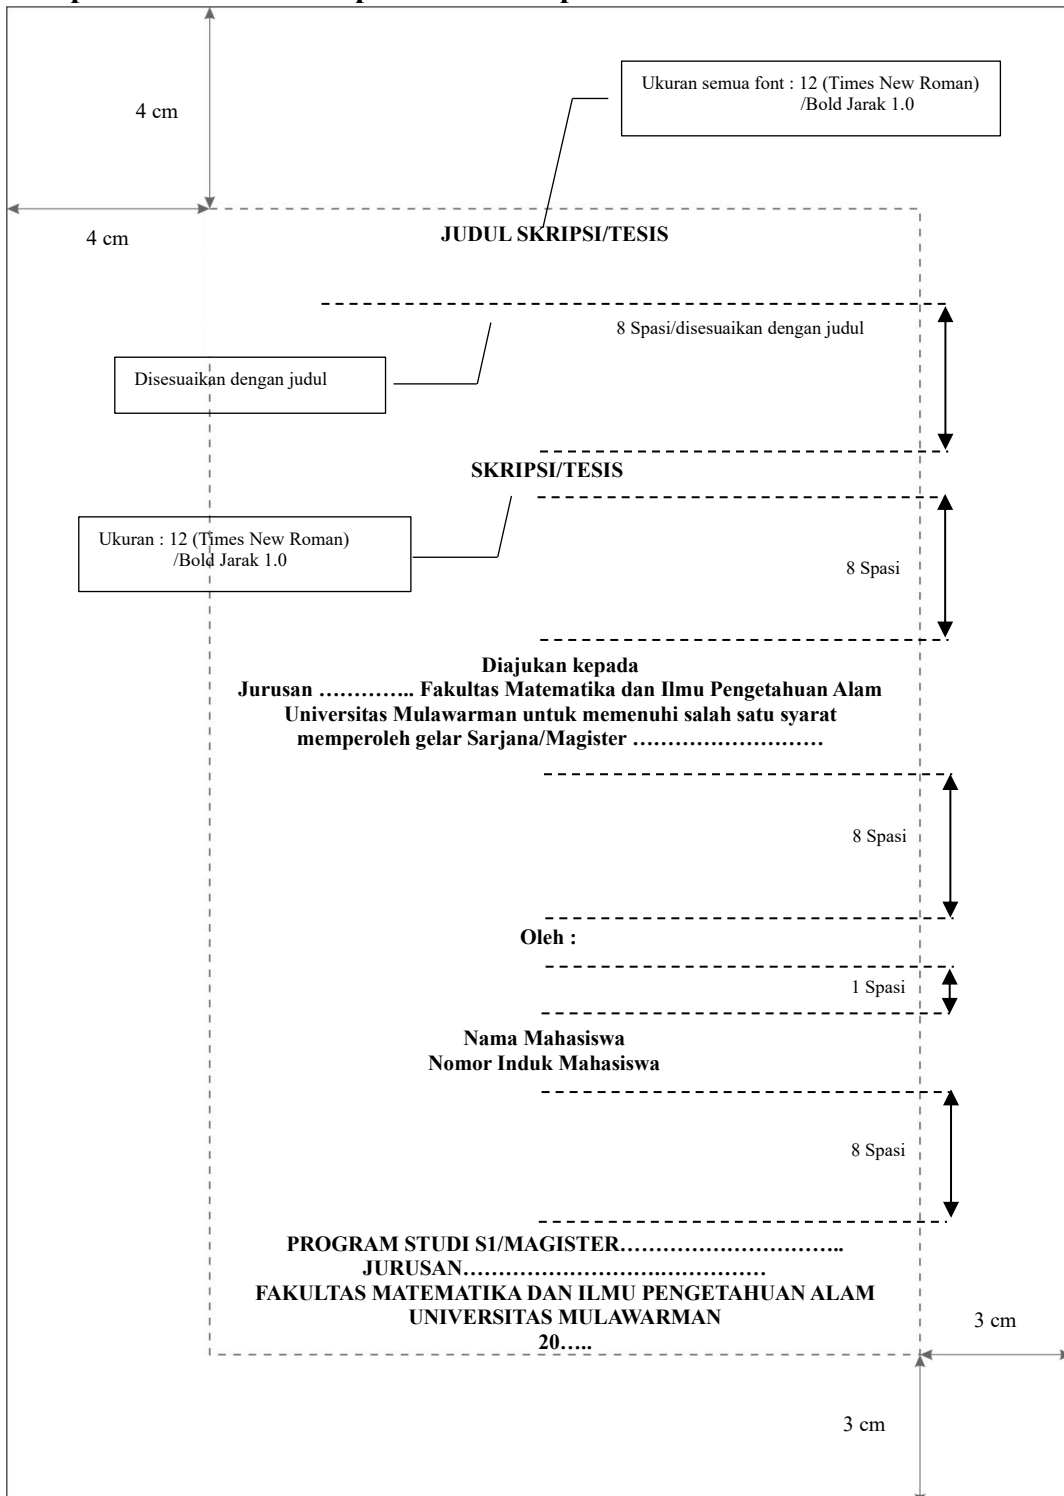 Ukuran semua font : 12 (Times New Roman)
/Bold Jarak 1.0
4 cm
4 cm
JUDUL SKRIPSI/TESIS
8 Spasi/disesuaikan dengan judul
Disesuaikan dengan judul
SKRIPSI/TESIS
Ukuran : 12 (Times New Roman)
/Bold Jarak 1.0
8 Spasi
Diajukan kepada
Jurusan ………….. Fakultas Matematika dan Ilmu Pengetahuan Alam
Universitas Mulawarman untuk memenuhi salah satu syarat
memperoleh gelar Sarjana/Magister ………………………
8 Spasi
Oleh :
1 Spasi
Nama Mahasiswa
Nomor Induk Mahasiswa
8 Spasi
PROGRAM STUDI S1/MAGISTER…………………………..
JURUSAN……………………….……………
FAKULTAS MATEMATIKA DAN ILMU PENGETAHUAN ALAM
UNIVERSITAS MULAWARMAN
20…..
3 cm
3 cm